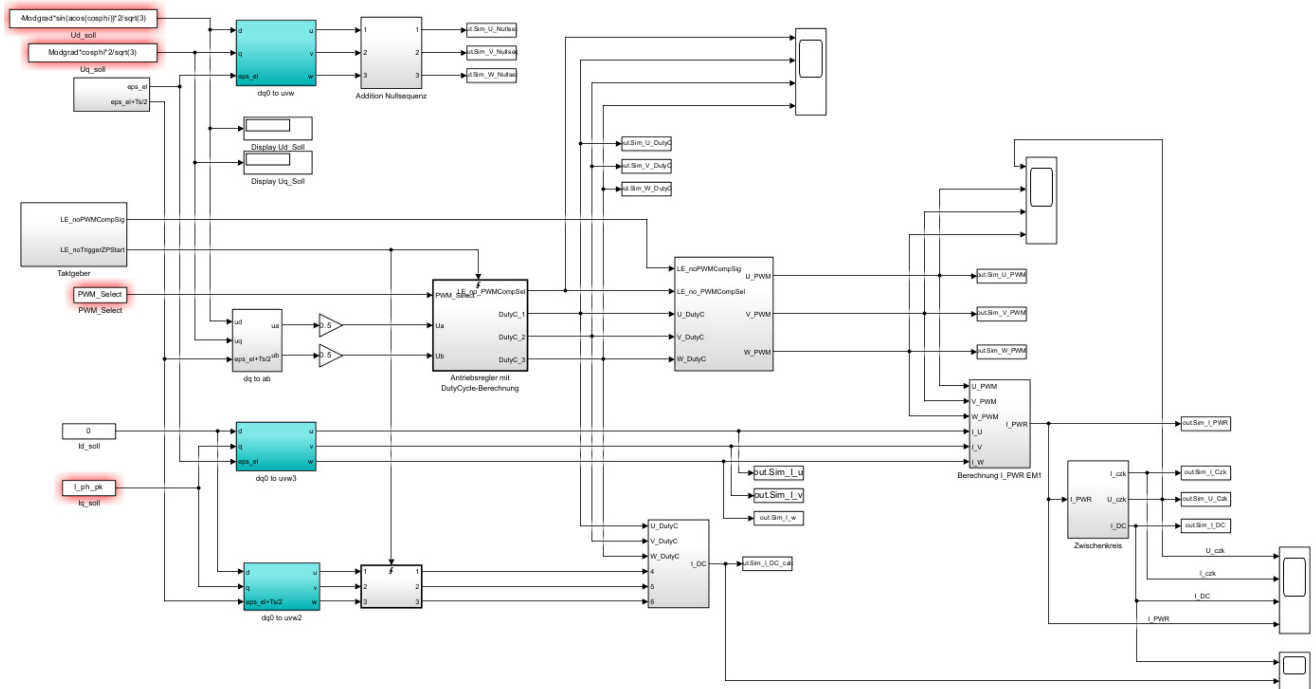 -Modgrad*sin(acos(cosphi))*2/sqrt(3)
Ud_soll
Modgrad*cosphi*2/sqrt(3)
Uq_soll
eps_el
eps_el+Ts/2
d
q
eps_el
u
v
w
dq0 to uvw
1
2
3
1
2
3
Addition Nullsequenz
ut.Sim_U_Nullse
ut.Sim_V_Nullse
ut.Sim_W_Nullse
Display Ud_Soll
Display Uq_Soll
out.Sim_U_DutyC
out.Sim_V_DutyC
out.Sim_W_DutyC
LE_noPWMCompSig
LE_noTriggerZPStart
Taktgeber
PWM_Select
PWM_Select
ud
uq
eps_el+Ts/2
ua
ub
dq to ab
0.5
0.5
PWM_Select
Ua
Ub
LE_no_PWMCompSel
DutyC_1
DutyC_2
DutyC_3
Antriebsregler mit
DutyCycle-Berechnung
LE_noPWMCompSig
LE_no_PWMCompSel
U_DutyC
V_DutyC
W_DutyC
U_PWM
V_PWM
W_PWM
out.Sim_U_PWM
out.Sim_V_PWM
out.Sim_W_PWM
0
Id_soll
I_ph_pk
Iq_soll
d
q
eps_el
u
v
w
dq0 to uvw3
out.Sim_I_u
out.Sim_I_v
out.Sim_I_w
U_PWM
V_PWM
W_PWM
I_U
I_V
I_W
I_PWR
Berechnung I_PWR EM1
out.Sim_I_PWR
I_PWR
I_czk
U_czk
I_DC
Zwischenkreis
out.Sim_I_Czk
out.Sim_U_Czk
out.Sim_I_DC
d
q
eps_el+Ts/2
u
v
w
dq0 to uvw2
1
2
3
1
2
3
U_DutyC
V_DutyC
W_DutyC
4
5
6
I_DC
ut.Sim_I_DC_calc
U_czk
I_czk
I_DC
I_PWR